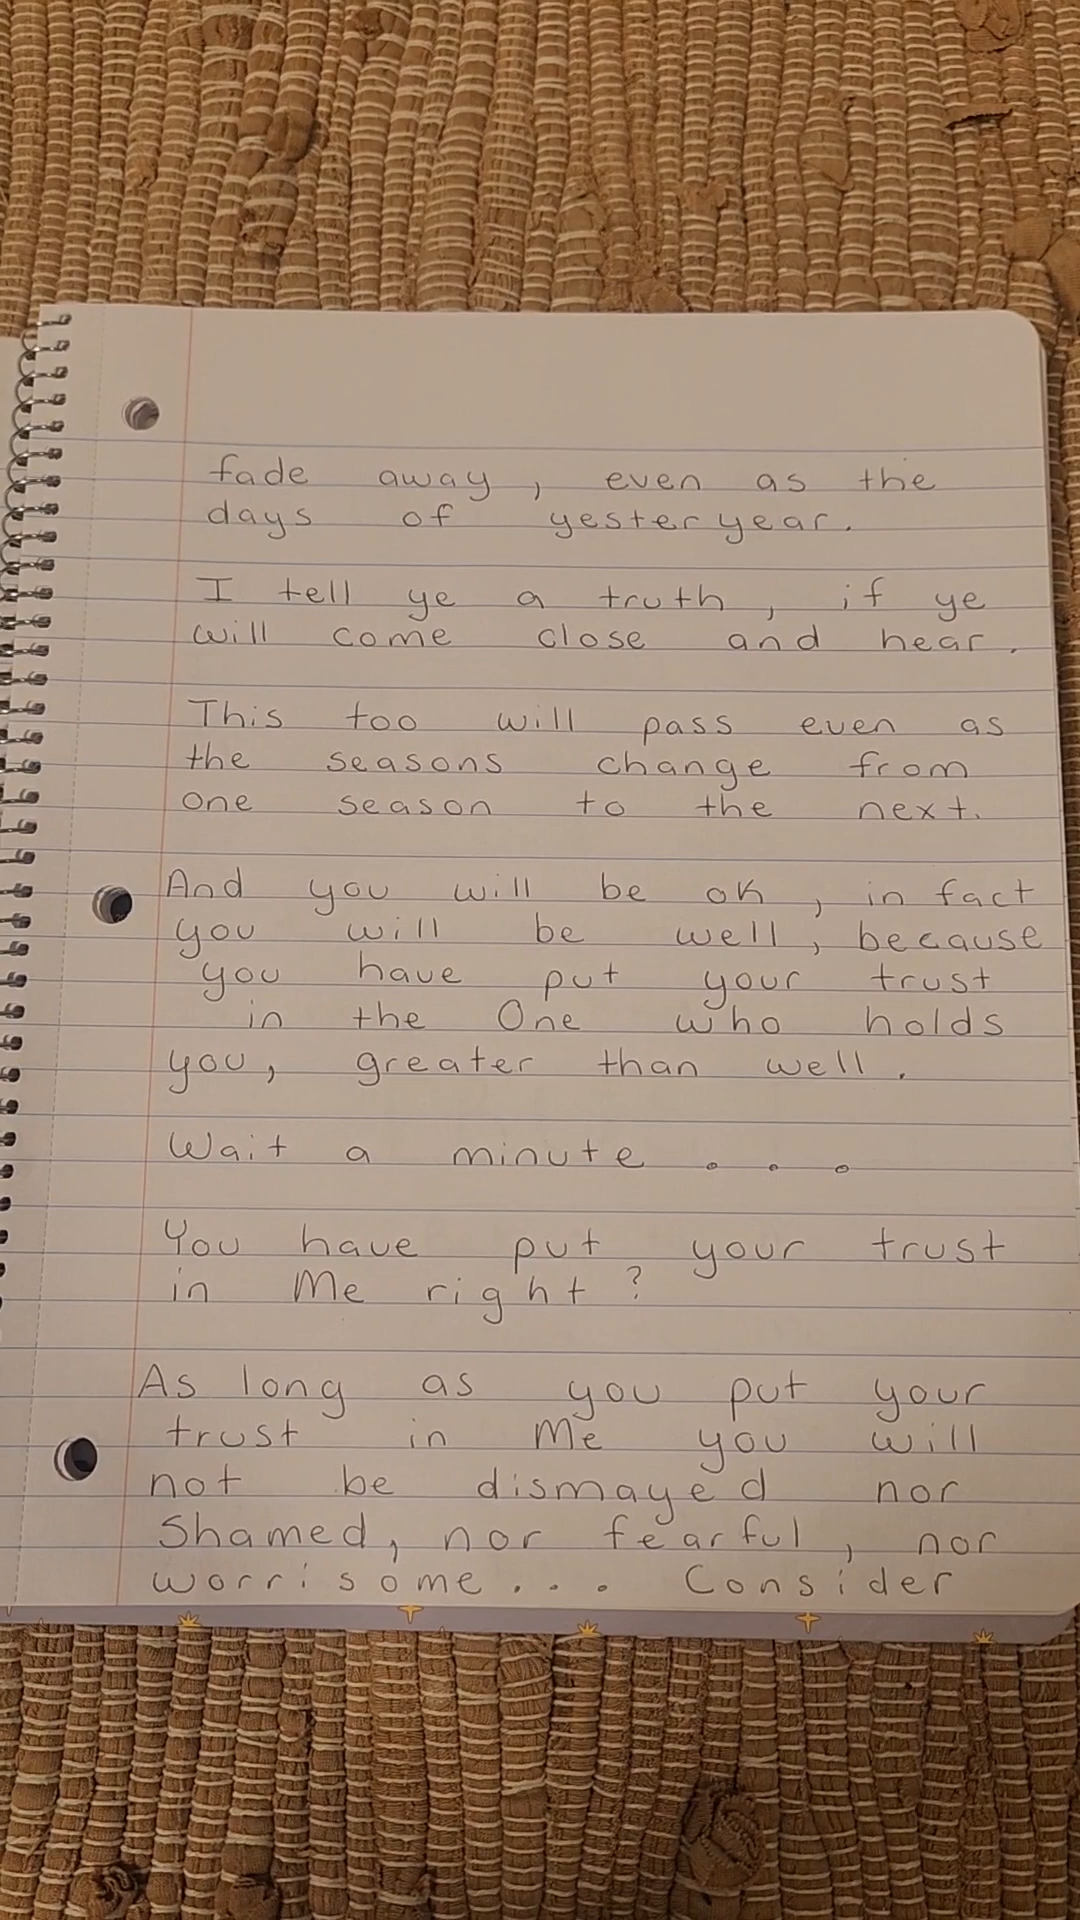 fade away, even as the
days of yesteryear.
I tell ye a truth, if ye
will come close and hear.
This too will pass even as
the seasons change from
one season to the next.
And you will be ok, in fact
you will be well, because
you have put your trust
in the One who holds
you, greater than well.
Wait a minute...
You have put your trust
in Me right?
As long as you put your
trust in Me you will
not be dismayed nor
Shamed, nor fearful, nor
worrisome... Consider